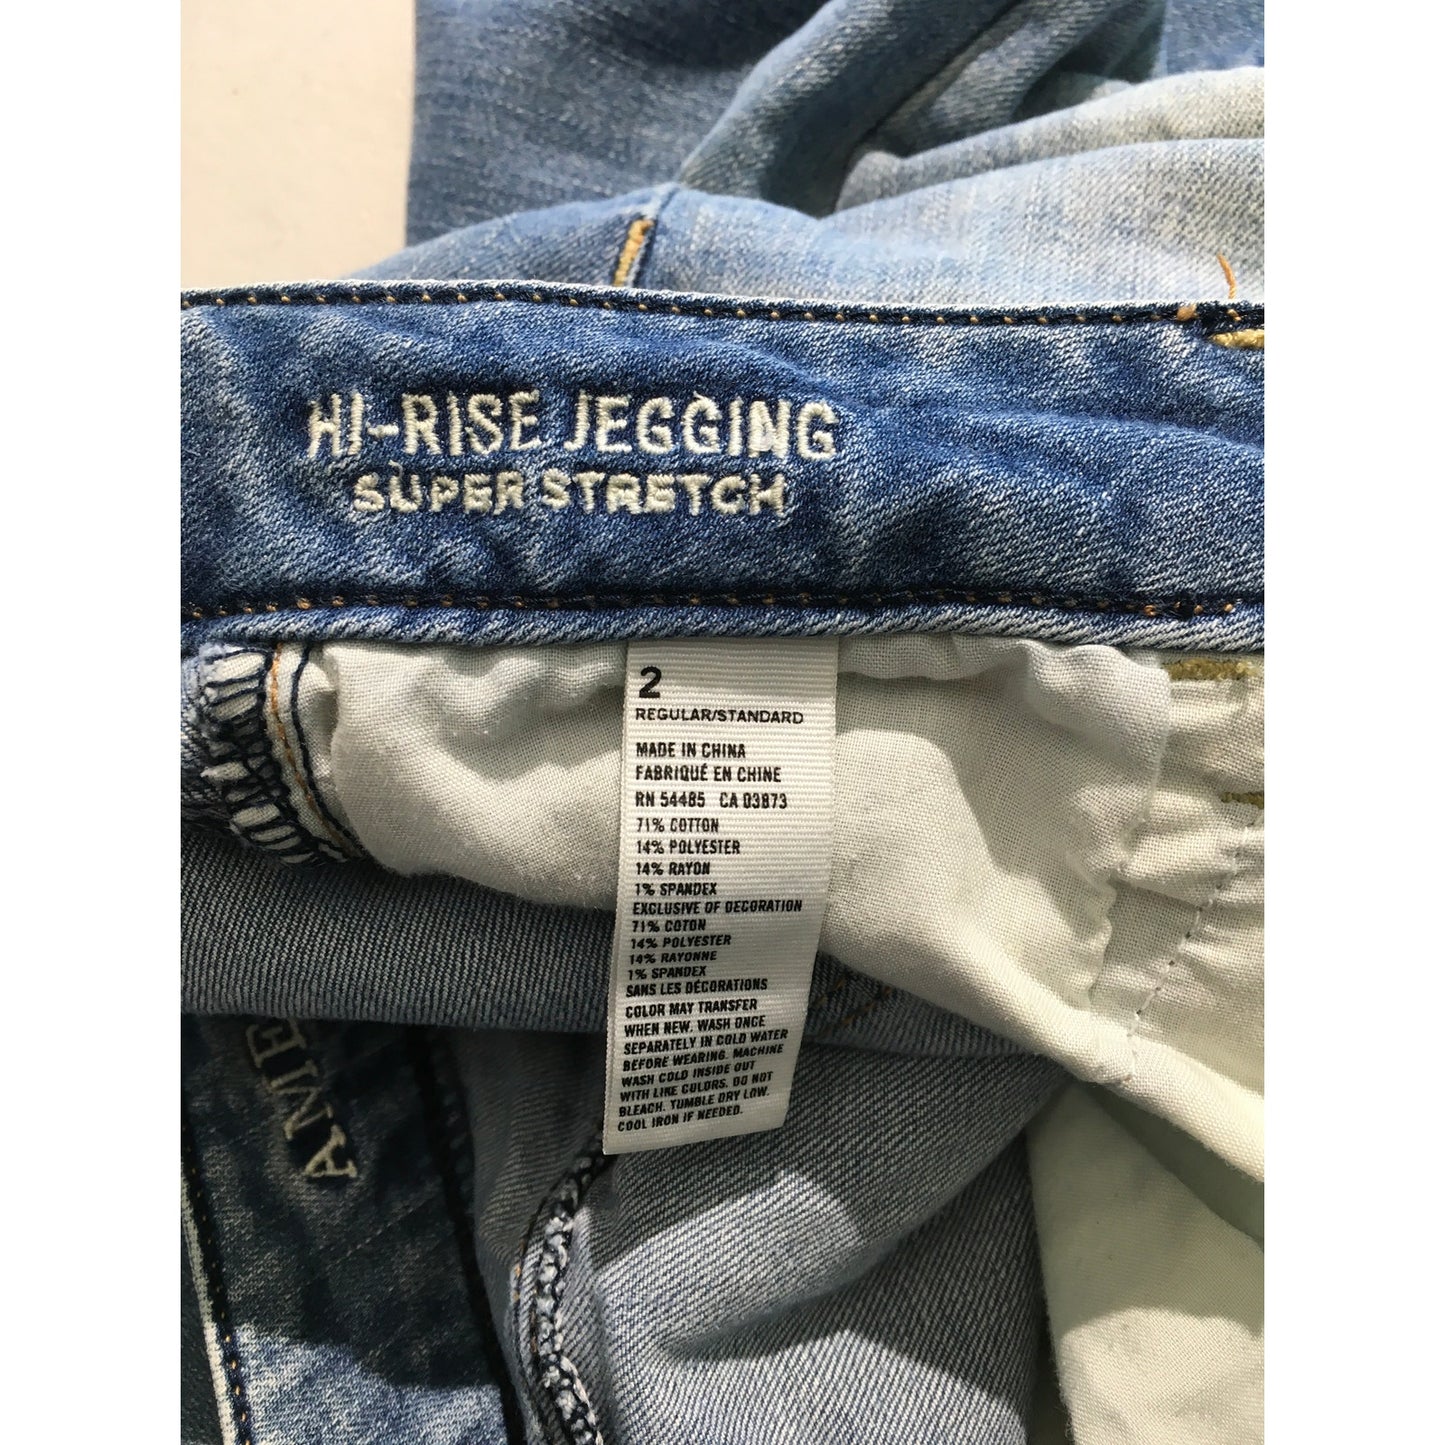 HI-RISE JEGGING
SUPER STRETCH
2
REGULAR/STANDARD
MADE IN CHINA
FABRIQUÉ EN CHINE
RN 54485 CA 03873
71% COTTON
14% POLYESTER
14% RAYON
1% SPANDEX
EXCLUSIVE OF DECORATION
71% COTON
14% POLYESTER
14% RAYONNE
1% SPANDEX
SANS LES DÉCORATIONS
COLOR MAY TRANSFER
WHEN NEW. WASH ONCE
SEPARATELY IN COLD WATER
BEFORE WEARING. MACHINE
WASH COLD INSIDE OUT
WITH LIKE COLORS. DO NOT
BLEACH. TUMBLE DRY LOW.
COOL IRON IF NEEDED.
AME